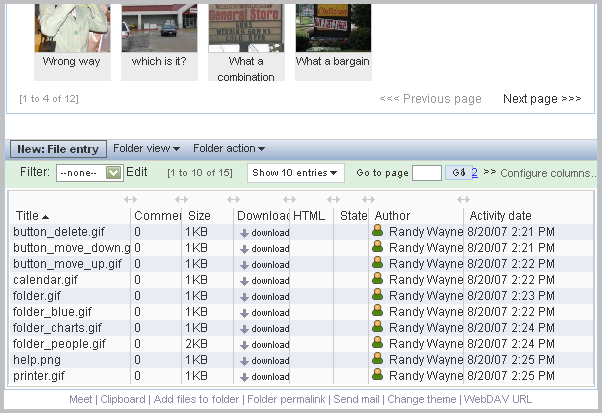 General Store
WEDDING GOWNS
COLD BEER
Children
Wrong way
which is it?
What a combination
What a bargain
[1 to 4 of 12]
<<< Previous page
Next page >>>
New: File entry
Folder view
Folder action
Filter:
--none--
Edit
[1 to 10 of 15]
Show 10 entries
Go to page
2
>>
Configure columns...
Title Commen Size Download HTML State Author Activity date
button_delete.gif 0 1KB download Randy Wayne 8/20/07 2:21 PM
button_move_down.g 0 1KB download Randy Wayne 8/20/07 2:21 PM
button_move_up.gif 0 1KB download Randy Wayne 8/20/07 2:22 PM
calendar.gif 0 1KB download Randy Wayne 8/20/07 2:22 PM
folder.gif 0 1KB download Randy Wayne 8/20/07 2:23 PM
folder_blue.gif 0 1KB download Randy Wayne 8/20/07 2:22 PM
folder_charts.gif 0 1KB download Randy Wayne 8/20/07 2:24 PM
folder_people.gif 0 2KB download Randy Wayne 8/20/07 2:24 PM
help.png 0 1KB download Randy Wayne 8/20/07 2:25 PM
printer.gif 0 1KB download Randy Wayne 8/20/07 2:25 PM
Meet | Clipboard | Add files to folder | Folder permalink | Send mail | Change theme | WebDAV URL